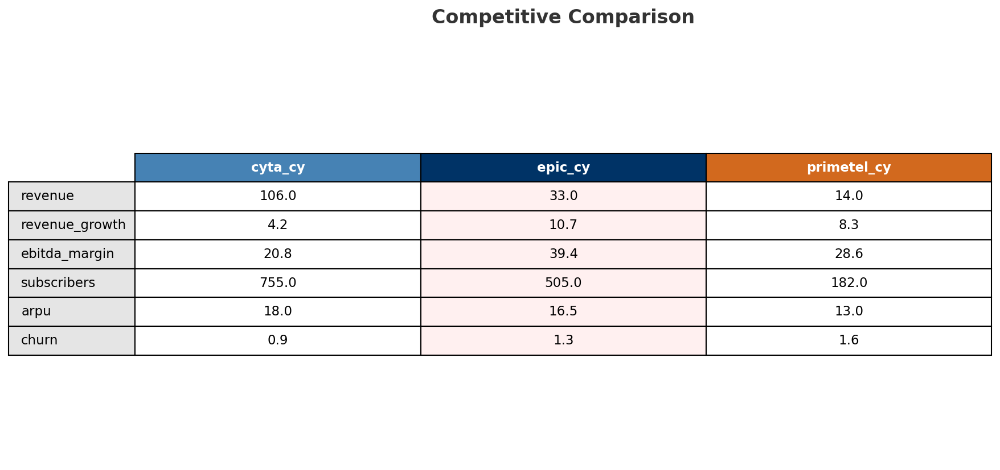 Competitive Comparison
cyta_cy epic_cy primetel_cy
revenue 106.0 33.0 14.0
revenue_growth 4.2 10.7 8.3
ebitda_margin 20.8 39.4 28.6
subscribers 755.0 505.0 182.0
arpu 18.0 16.5 13.0
churn 0.9 1.3 1.6